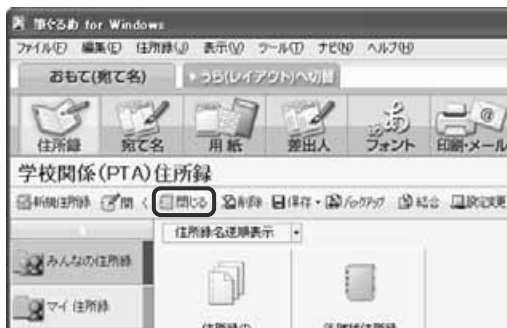 筆ぐるめ for Windows
ファイル(F) 編集(E) 住所録(J) 表示(V) ツール(T) ナビ(N) ヘルプ(H)
おもて(宛て名) うら(レイアウト)へ切替
住所録 宛て名 用紙 差出人 フォント 印刷・メール
学校関係(PTA)住所録
新規住所録 開く 閉じる 削除 保存・バックアップ 結合 設定変更
住所録名逆順表示
みんなの住所録
マイ住所録